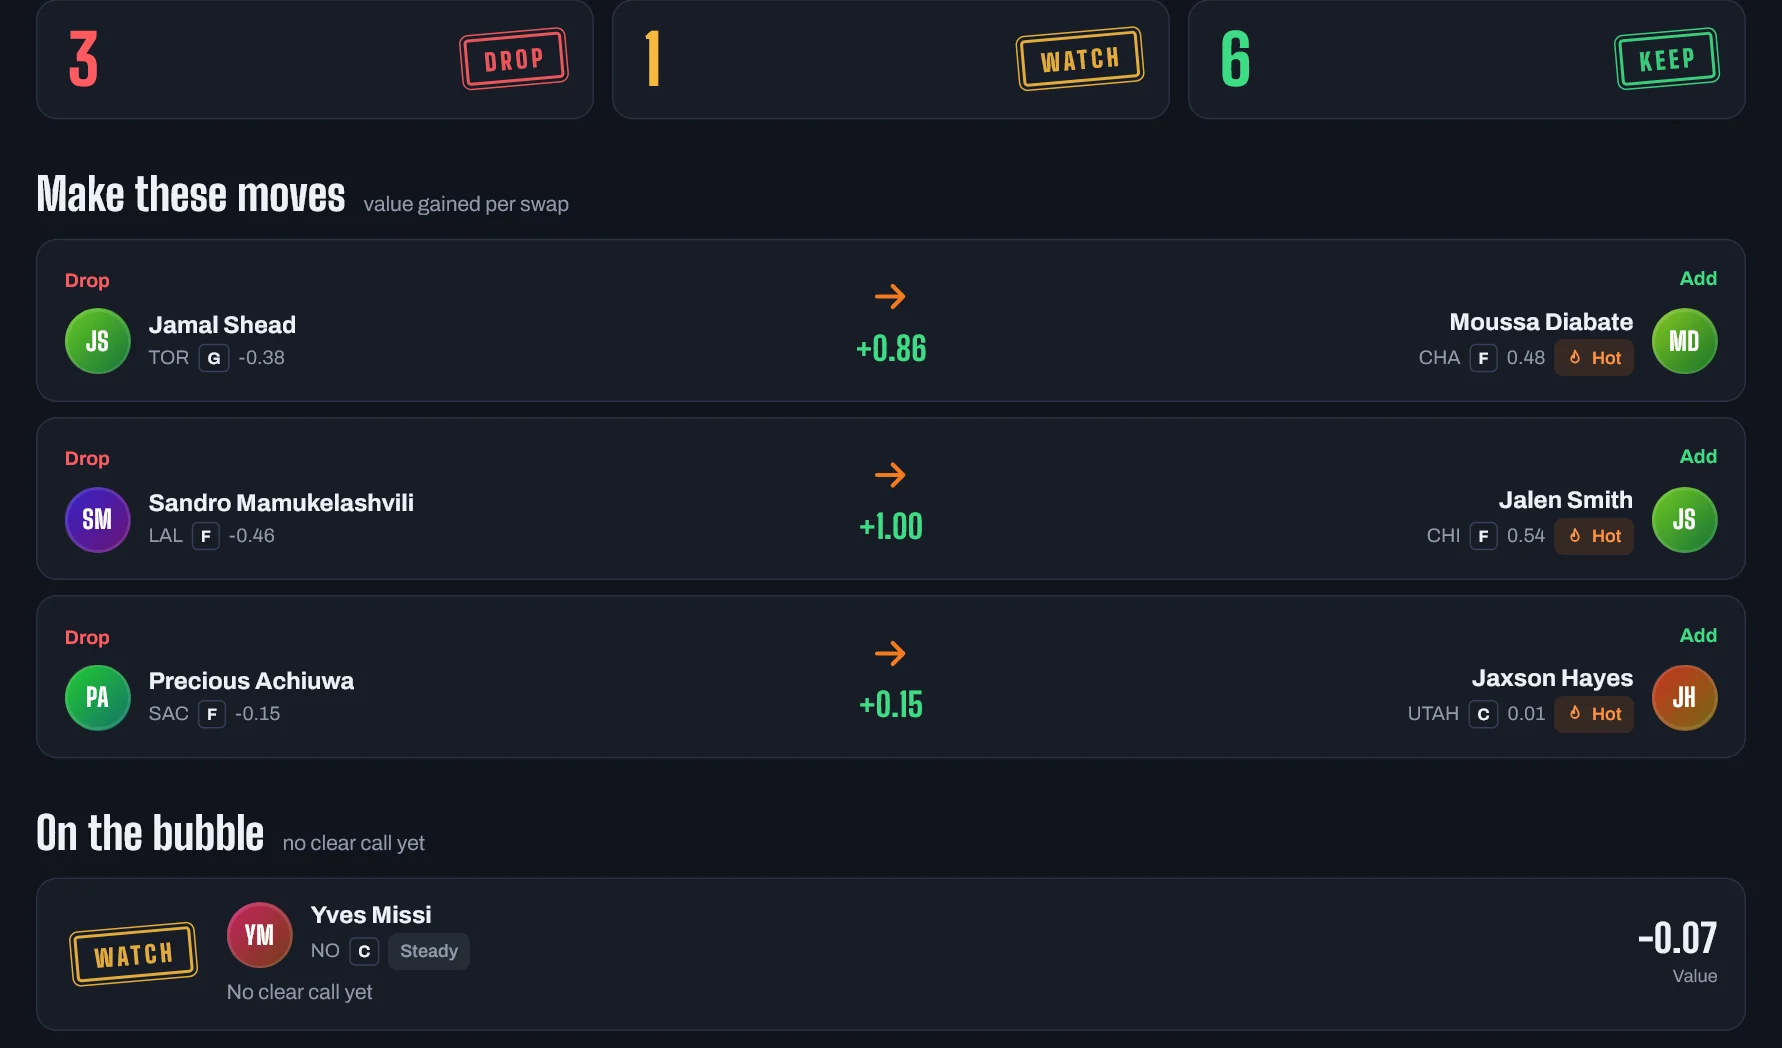 3 DROP
1 WATCH
6 KEEP
Make these moves value gained per swap
Drop
JS Jamal Shead
TOR G -0.38
+0.86
Add
Moussa Diabate MD
CHA F 0.48 Hot
Drop
SM Sandro Mamukelashvili
LAL F -0.46
+1.00
Add
Jalen Smith JS
CHI F 0.54 Hot
Drop
PA Precious Achiuwa
SAC F -0.15
+0.15
Add
Jaxson Hayes JH
UTAH C 0.01 Hot
On the bubble no clear call yet
WATCH
YM Yves Missi
NO C Steady
No clear call yet
-0.07
Value